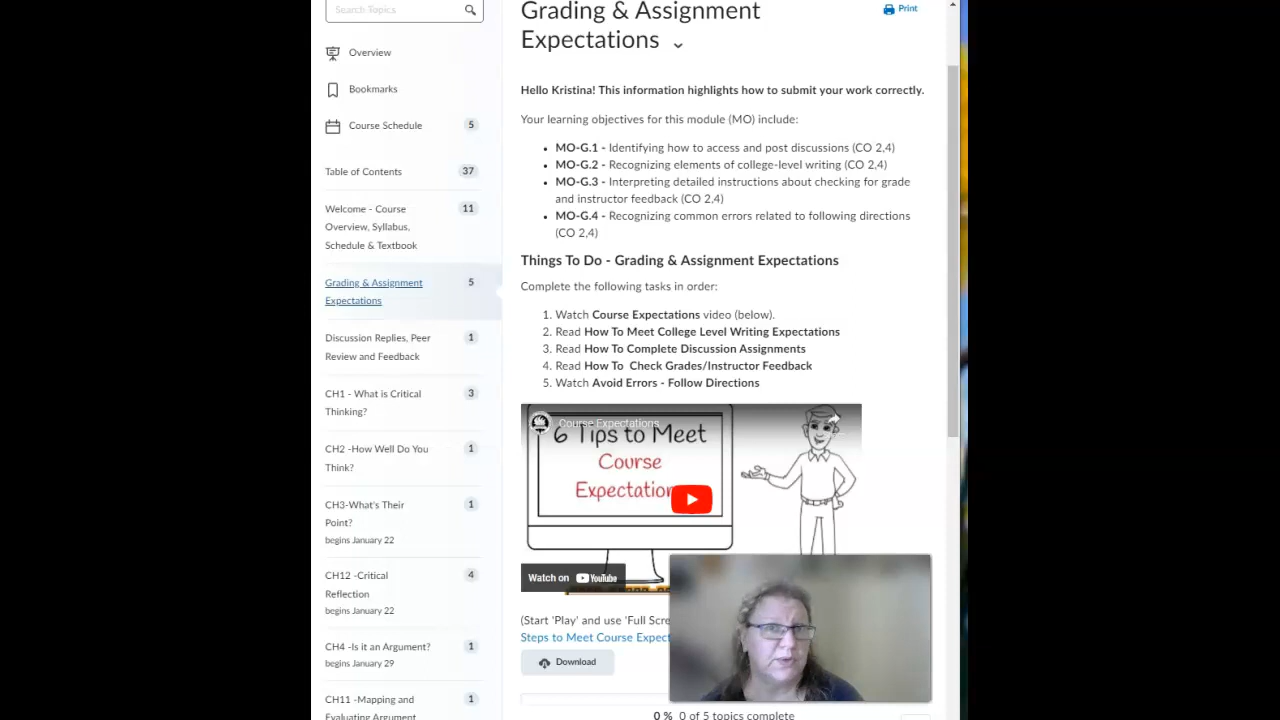 Search Topics
Overview
Bookmarks
Course Schedule 5
Table of Contents 37
Welcome - Course 11
Overview, Syllabus,
Schedule & Textbook
Grading & Assignment 5
Expectations
Discussion Replies, Peer 1
Review and Feedback
CH1 - What is Critical 3
Thinking?
CH2 -How Well Do You 1
Think?
CH3-What's Their 1
Point?
begins January 22
CH12 -Critical 4
Reflection
begins January 22
CH4 -Is it an Argument? 1
begins January 29
CH11 -Mapping and 1
Evaluating Argument
Grading & Assignment
Expectations
Print
Hello Kristina! This information highlights how to submit your work correctly.
Your learning objectives for this module (MO) include:
• MO-G.1 - Identifying how to access and post discussions (CO 2,4)
• MO-G.2 - Recognizing elements of college-level writing (CO 2,4)
• MO-G.3 - Interpreting detailed instructions about checking for grade
and instructor feedback (CO 2,4)
• MO-G.4 - Recognizing common errors related to following directions
(CO 2,4)
Things To Do - Grading & Assignment Expectations
Complete the following tasks in order:
1. Watch Course Expectations video (below).
2. Read How To Meet College Level Writing Expectations
3. Read How To Complete Discussion Assignments
4. Read How To Check Grades/Instructor Feedback
5. Watch Avoid Errors - Follow Directions
Course Expectations
6 Tips to Meet
Course
Expectation
Watch on YouTube
(Start 'Play' and use 'Full Scre
Steps to Meet Course Expect
Download
0 % 0 of 5 topics complete